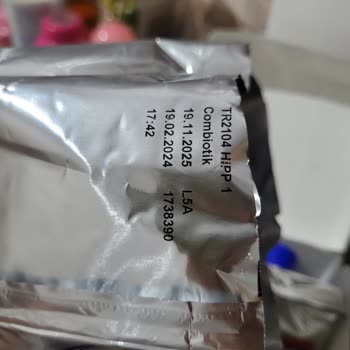 TR2104 HiPP 1
Combiotik
19.11.2025 L5A
19.02.2024 1738390
17:42